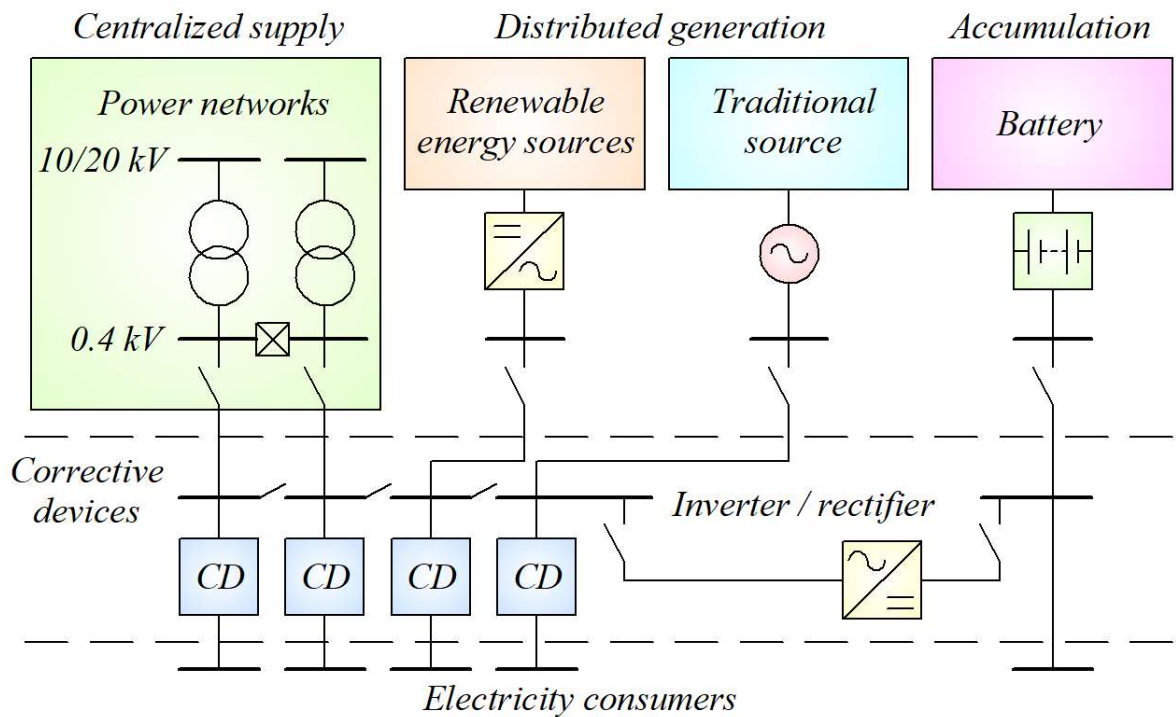 Centralized supply
Distributed generation
Accumulation
Power networks
10/20 kV
0.4 kV
Renewable
energy sources
Traditional
source
Battery
Corrective
devices
Inverter / rectifier
CD
CD
CD
CD
Electricity consumers